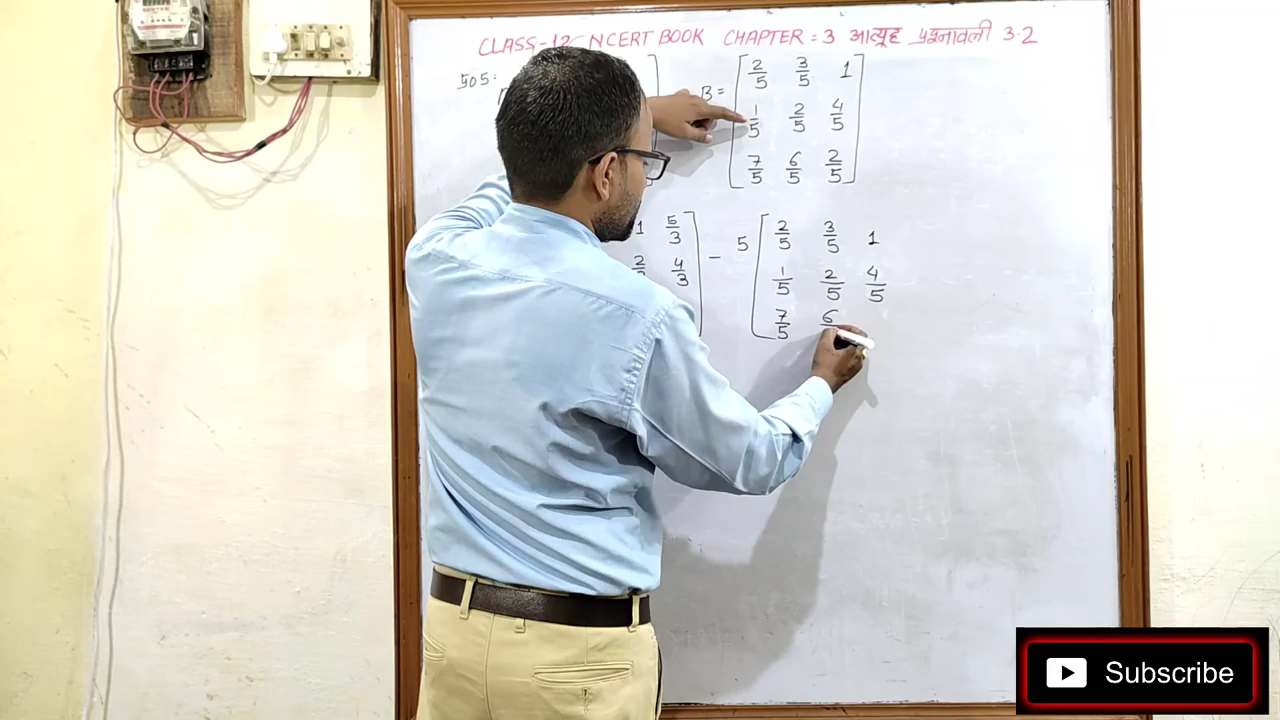 CLASS-12 NCERT BOOK CHAPTER = 3 आव्यूह प्रश्नावली 3.2
प्र05:
B = 2/5 3/5 1
1/5 2/5 4/5
7/5 6/5 2/5
1 5/3 - 5 2/5 3/5 1
4/3 1/5 2/5 4/5
7/5 6
Subscribe